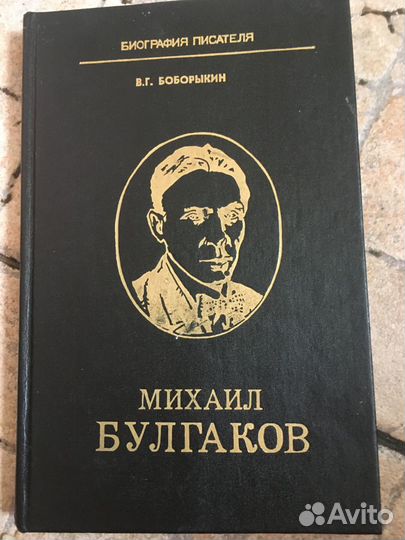 БИОГРАФИЯ ПИСАТЕЛЯ
В.Г. БОБОРЫКИН
МИХАИЛ
БУЛГАКОВ
Avito